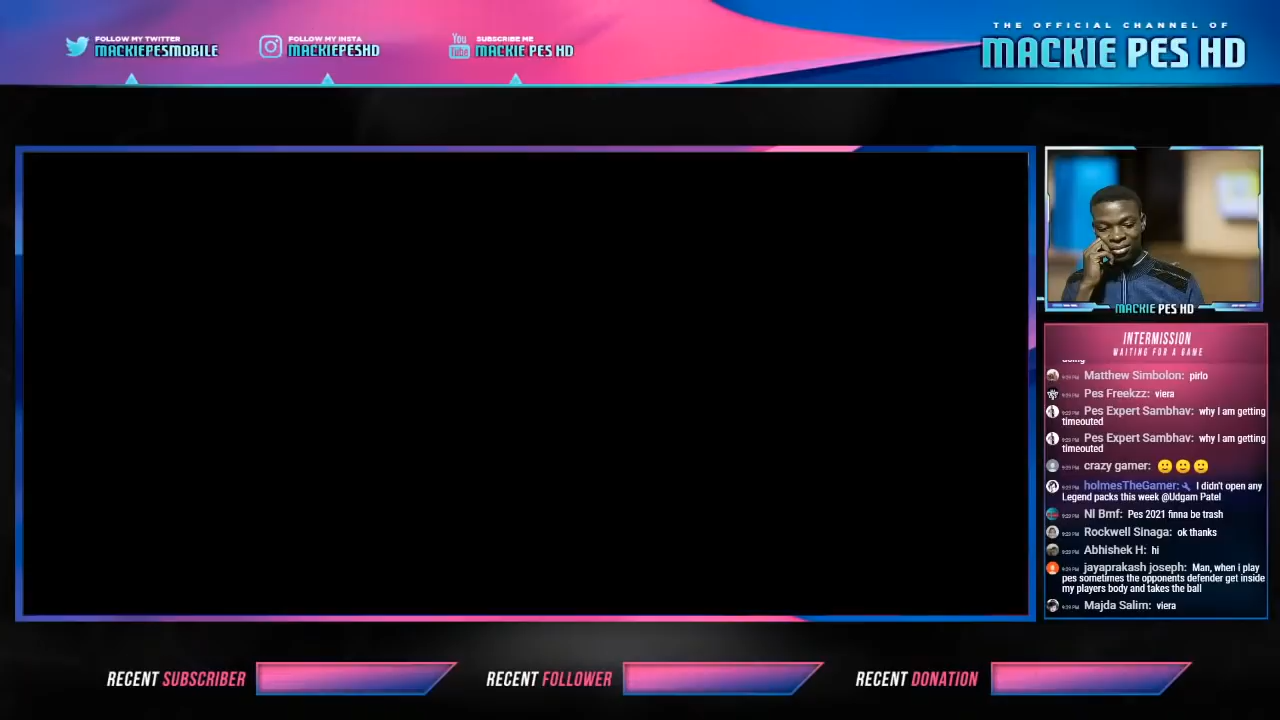 FOLLOW MY TWITTER
MACKIEPESMOBILE
FOLLOW MY INSTA
MACKIEPESHD
You
Tube
SUBSCRIBE ME
MACKIE PES HD
THE OFFICIAL CHANNEL OF
MACKIE PES HD
MACKIE PES HD
INTERMISSION
WAITING FOR A GAME
Matthew Simbolon: pirlo
Pes Freekzz: viera
Pes Expert Sambhav: why I am getting
timeouted
Pes Expert Sambhav: why I am getting
timeouted
crazy gamer: 🙂 🙂 🙂
holmesTheGamer: I didn't open any
Legend packs this week @Udgam Patel
NI Bmf: Pes 2021 finna be trash
Rockwell Sinaga: ok thanks
Abhishek H: hi
jayaprakash joseph: Man, when i play
pes sometimes the opponents defender get inside
my players body and takes the ball
Majda Salim: viera
RECENT SUBSCRIBER
RECENT FOLLOWER
RECENT DONATION